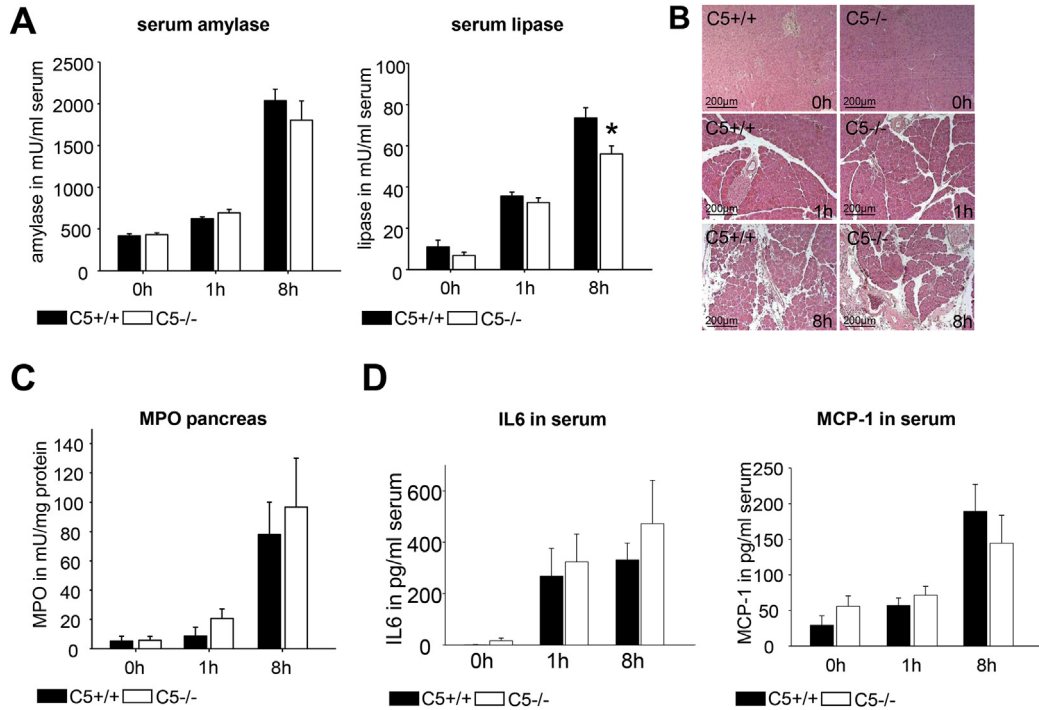 A
serum amylase
amylase in mU/ml serum
2500
2000
1500
1000
500
0
0h 1h 8h
C5+/+ C5-/-
serum lipase
lipase in mU/ml serum
100
80
60
40
20
0
*
0h 1h 8h
C5+/+ C5-/-
B
C5+/+ C5-/-
200µm 0h 200µm 0h
C5+/+ C5-/-
200µm 1h 200µm 1h
C5+/+ C5-/-
200µm 8h 200µm 8h
C
MPO pancreas
MPO in mU/mg protein
140
120
100
80
60
40
20
0
0h 1h 8h
C5+/+ C5-/-
D
IL6 in serum
IL6 in pg/ml serum
600
400
200
0
0h 1h 8h
MCP-1 in serum
MCP-1 in pg/ml serum
250
200
150
100
50
0
0h 1h 8h
C5+/+ C5-/-
C5+/+ C5-/-